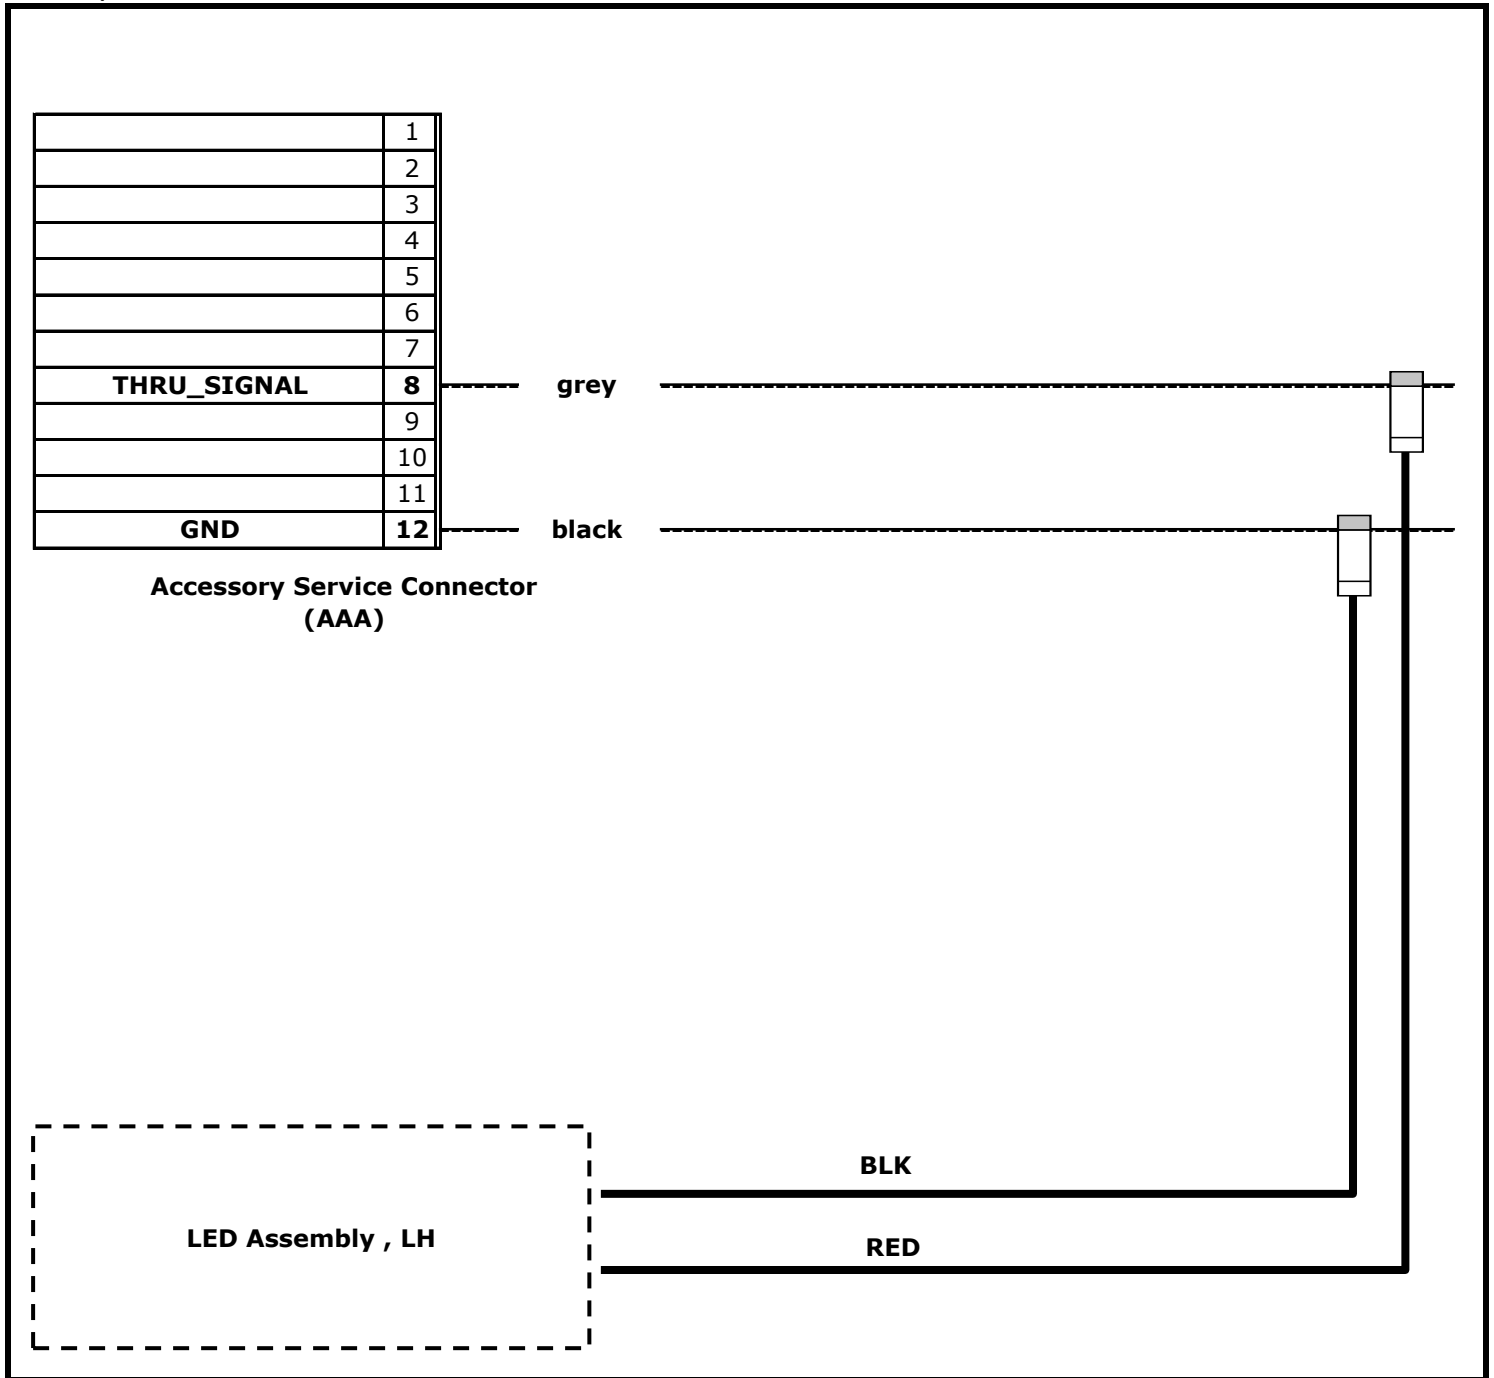 1
2
3
4
5
6
7
THRU_SIGNAL 8 grey
9
10
11
GND 12 black
Accessory Service Connector
(AAA)
BLK
LED Assembly , LH
RED